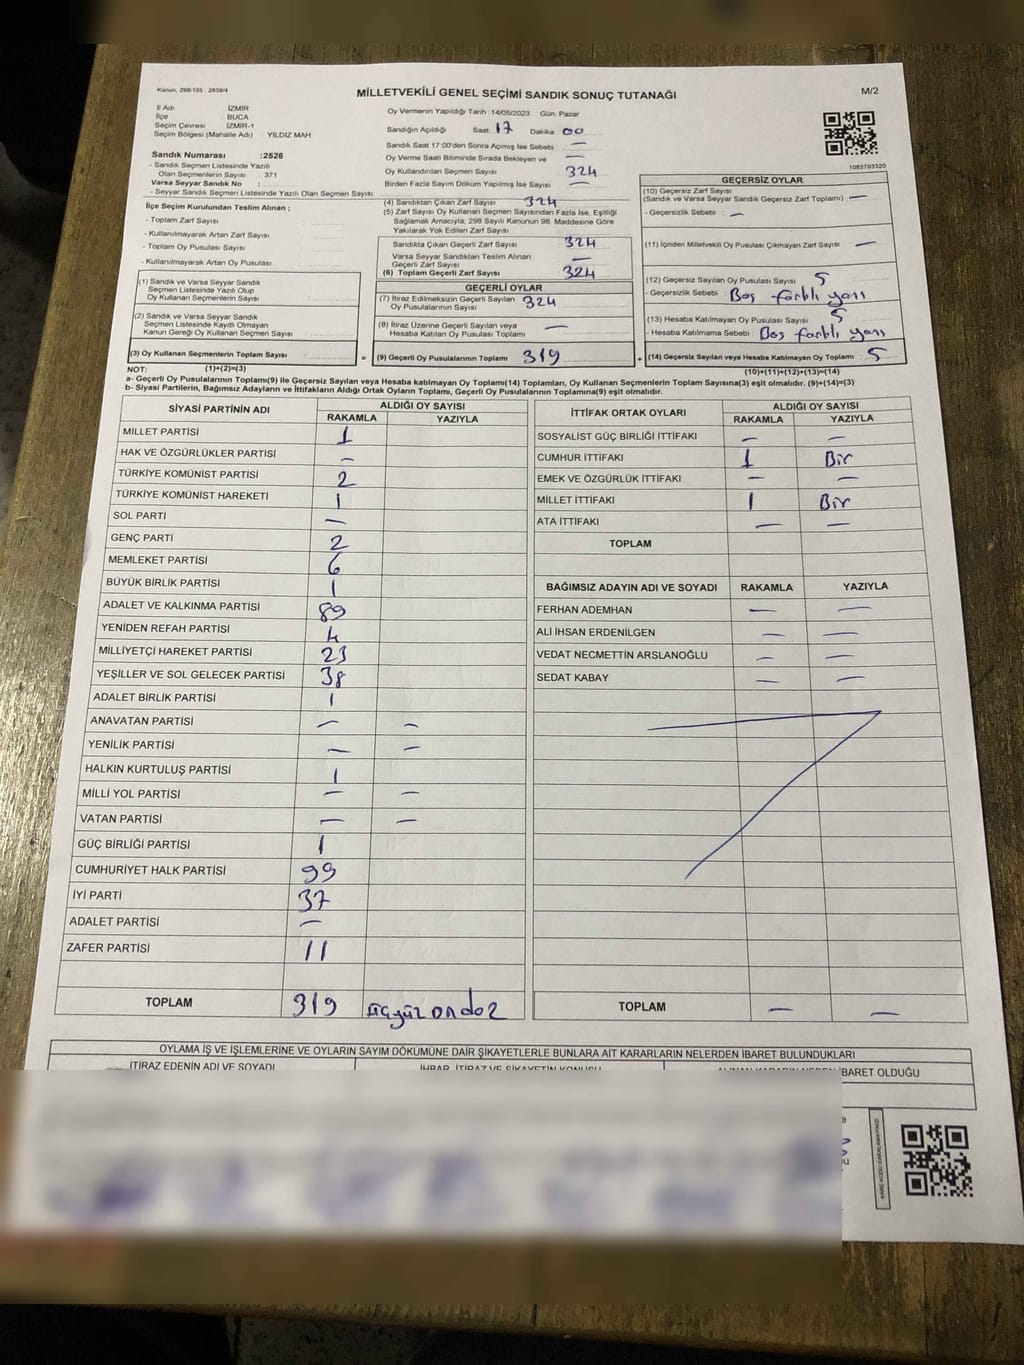 Kanun, 298/105 , 2839/4
MİLLETVEKİLİ GENEL SEÇİMİ SANDIK SONUÇ TUTANAĞI
M/2
İl Adı İZMİR
İlçe BUCA
Seçim Çevresi İZMİR-1
Seçim Bölgesi (Mahalle Adı) YILDIZ MAH
Sandık Numarası :2526
- Sandık Seçmen Listesinde Yazılı
Olan Seçmenlerin Sayısı : 371
Varsa Seyyar Sandık No :
- Seyyar Sandık Seçmen Listesinde Yazılı Olan Seçmen Sayısı
İlçe Seçim Kurulundan Teslim Alınan ;
- Toplam Zarf Sayısı
- Kullanılmayarak Artan Zarf Sayısı
- Toplam Oy Pusulası Sayısı
- Kullanılmayarak Artan Oy Pusulası
(1) Sandık ve Varsa Seyyar Sandık
Seçmen Listesinde Yazılı Olup
Oy Kullanan Seçmenlerin Sayısı
(2) Sandık ve Varsa Seyyar Sandık
Seçmen Listesinde Kayıtlı Olmayan
Kanun Gereği Oy Kullanan Seçmen Sayısı
(3) Oy Kullanan Seçmenlerin Toplam Sayısı =
(1)+(2)=(3)
Oy Vermenin Yapıldığı Tarih :14/05/2023 Gün: Pazar
Sandığın Açıldığı Saat: 17 Dakika 00
Sandık Saat 17:00'den Sonra Açılmış İse Sebebi : —
Oy Verme Saati Bitiminde Sırada Bekleyen ve —
Oy Kullandırılan Seçmen Sayısı 324
Birden Fazla Sayım Döküm Yapılmış İse Sayısı —
(4) Sandıktan Çıkan Zarf Sayısı 324
(5) Zarf Sayısı Oy Kullanan Seçmen Sayısından Fazla İse, Eşitliği
Sağlamak Amacıyla, 298 Sayılı Kanunun 98. Maddesine Göre
Yakılarak Yok Edilen Zarf Sayısı
Sandıkta Çıkan Geçerli Zarf Sayısı 324
Varsa Seyyar Sandıktan Teslim Alınan
Geçerli Zarf Sayısı —
(6) Toplam Geçerli Zarf Sayısı 324
GEÇERLİ OYLAR
(7) İtiraz Edilmeksizin Geçerli Sayılan
Oy Pusulalarının Sayısı 324
(8) İtiraz Üzerine Geçerli Sayılan veya
Hesaba Katılan Oy Pusulası Toplamı —
(9) Geçerli Oy Pusulalarının Toplamı 319 +
1083793320
GEÇERSİZ OYLAR
(10) Geçersiz Zarf Sayısı
(Sandık ve Varsa Seyyar Sandık Geçersiz Zarf Toplamı) : —
- Geçersizlik Sebebi : —
(11) İçinden Milletvekili Oy Pusulası Çıkmayan Zarf Sayısı —
(12) Geçersiz Sayılan Oy Pusulası Sayısı 5
- Geçersizlik Sebebi : Boş farklı yazı
(13) Hesaba Katılmayan Oy Pusulası Sayısı 5
- Hesaba Katılmama Sebebi : Boş farklı yazı
(14) Geçersiz Sayılan veya Hesaba Katılmayan Oy Toplamı : 5
(10)+(11)+(12)+(13)=(14)
NOT:
a- Geçerli Oy Pusulalarının Toplamı(9) ile Geçersiz Sayılan veya Hesaba katılmayan Oy Toplamı(14) Toplamları, Oy Kullanan Seçmenlerin Toplam Sayısına(3) eşit olmalıdır. (9)+(14)=(3)
b- Siyasi Partilerin, Bağımsız Adayların ve İttifakların Aldığı Ortak Oyların Toplamı, Geçerli Oy Pusulalarının Toplamına(9) eşit olmalıdır.
SİYASİ PARTİNİN ADI ALDIĞI OY SAYISI
RAKAMLA YAZIYLA
MİLLET PARTİSİ 1
HAK VE ÖZGÜRLÜKLER PARTİSİ —
TÜRKİYE KOMÜNİST PARTİSİ 2
TÜRKİYE KOMÜNİST HAREKETİ 1
SOL PARTİ —
GENÇ PARTİ 2
MEMLEKET PARTİSİ 6
BÜYÜK BİRLİK PARTİSİ 1
ADALET VE KALKINMA PARTİSİ 89
YENİDEN REFAH PARTİSİ 4
MİLLİYETÇİ HAREKET PARTİSİ 23
YEŞİLLER VE SOL GELECEK PARTİSİ 38
ADALET BİRLİK PARTİSİ 1
ANAVATAN PARTİSİ — —
YENİLİK PARTİSİ — —
HALKIN KURTULUŞ PARTİSİ 1
MİLLİ YOL PARTİSİ — —
VATAN PARTİSİ — —
GÜÇ BİRLİĞİ PARTİSİ 1
CUMHURİYET HALK PARTİSİ 99
İYİ PARTİ 37
ADALET PARTİSİ —
ZAFER PARTİSİ 11
TOPLAM 319 üçyüz ondoz
İTTİFAK ORTAK OYLARI ALDIĞI OY SAYISI
RAKAMLA YAZIYLA
SOSYALIST GÜÇ BİRLİĞİ İTTİFAKI — —
CUMHUR İTTİFAKI 1 Bir
EMEK VE ÖZGÜRLÜK İTTİFAKI — —
MİLLET İTTİFAKI 1 Bir
ATA İTTİFAKI — —
TOPLAM
BAĞIMSIZ ADAYIN ADI VE SOYADI RAKAMLA YAZIYLA
FERHAN ADEMHAN — —
ALİ İHSAN ERDENİLGEN — —
VEDAT NECMETTİN ARSLANOĞLU — —
SEDAT KABAY — —
TOPLAM — —
OYLAMA İŞ VE İŞLEMLERİNE VE OYLARIN SAYIM DÖKÜMÜNE DAİR ŞİKAYETLERLE BUNLARA AİT KARARLARIN NELERDEN İBARET BULUNDUKLARI
İTİRAZ EDENİN ADI VE SOYADI İHBAR, İTİRAZ VE ŞİKAYETİN KONUSU ALINAN KARARIN NEDEN İBARET OLDUĞU
KARE KODU KARALAMAYINIZ